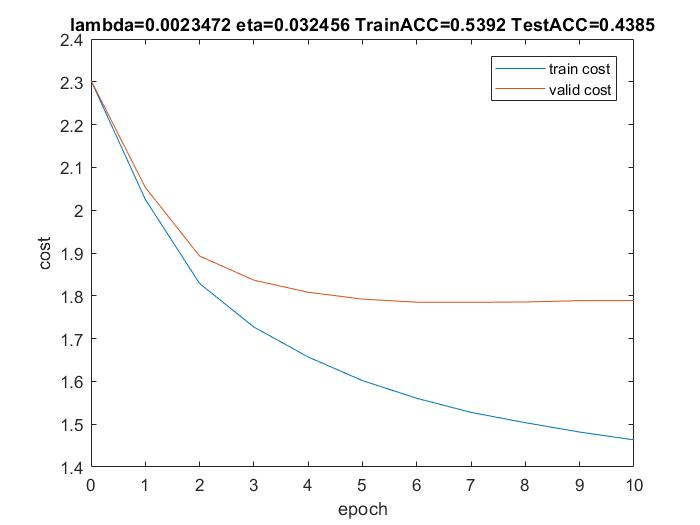 lambda=0.0023472 eta=0.032456 TrainACC=0.5392 TestACC=0.4385
2.4
2.3
2.2
2.1
2
1.9
1.8
1.7
1.6
1.5
1.4
cost
train cost
valid cost
0 1 2 3 4 5 6 7 8 9 10
epoch